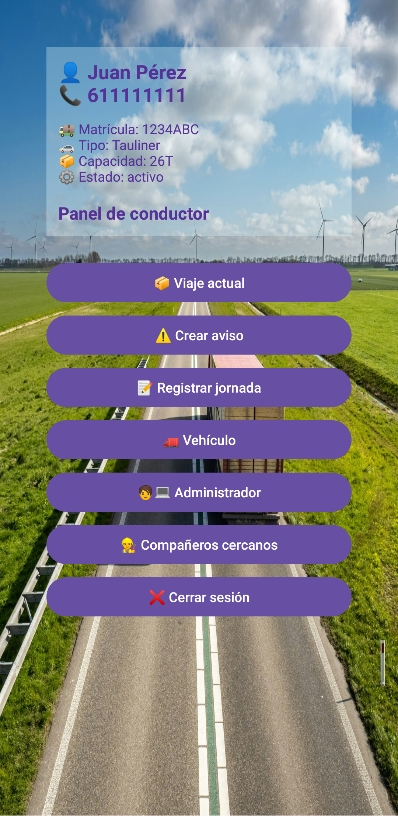 👤 Juan Pérez
📞 611111111
🚚 Matrícula: 1234ABC
🚗 Tipo: Tauliner
📦 Capacidad: 26T
⚙️ Estado: activo
Panel de conductor
📦 Viaje actual
⚠️ Crear aviso
📝 Registrar jornada
🚛 Vehículo
🧑💻 Administrador
👷 Compañeros cercanos
❌ Cerrar sesión